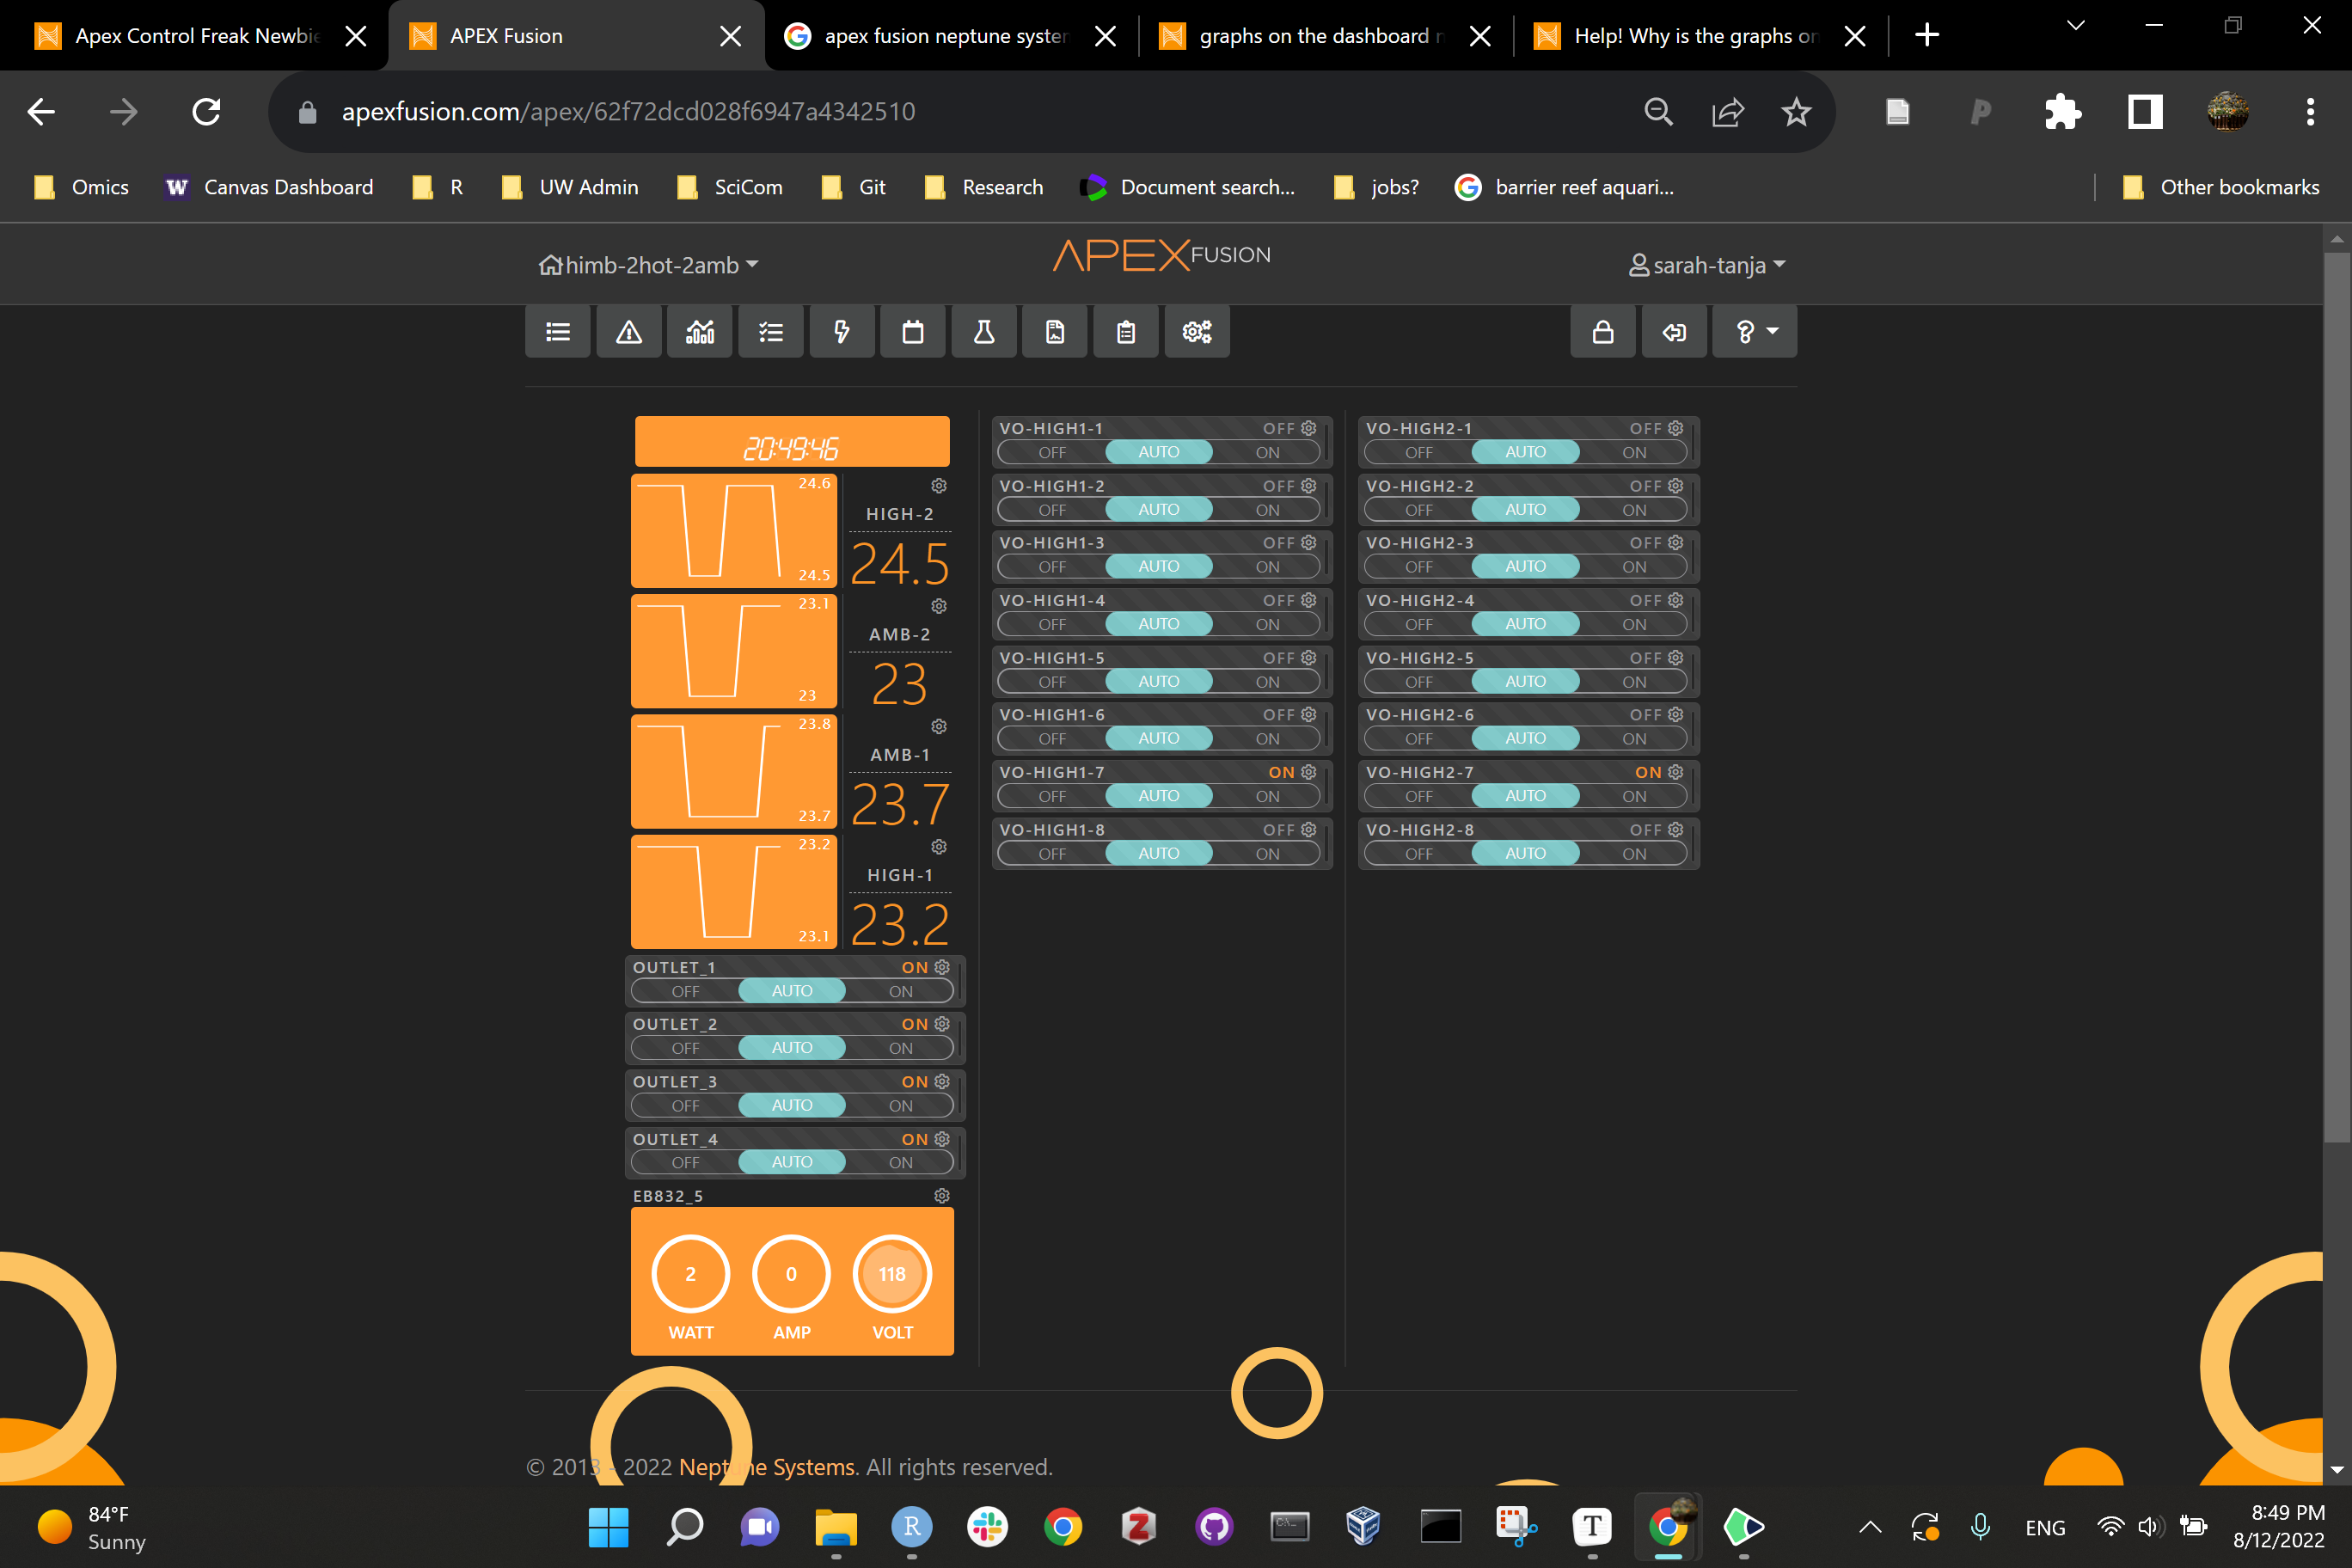 Apex Control Freak Newbie
APEX Fusion
apex fusion neptune system
graphs on the dashboard n
Help! Why is the graphs on
apexfusion.com/apex/62f72dcd028f6947a4342510
Omics
W Canvas Dashboard
R
UW Admin
SciCom
Git
Research
Document search...
jobs?
barrier reef aquari...
Other bookmarks
himb-2hot-2amb
APEX FUSION
sarah-tanja
20:49:46
24.6
24.5
HIGH-2
24.5
23.1
23
AMB-2
23
23.8
23.7
AMB-1
23.7
23.2
23.1
HIGH-1
23.2
OUTLET_1 ON
OFF AUTO ON
OUTLET_2 ON
OFF AUTO ON
OUTLET_3 ON
OFF AUTO ON
OUTLET_4 ON
OFF AUTO ON
EB832_5
2 0 118
WATT AMP VOLT
VO-HIGH1-1 OFF
OFF AUTO ON
VO-HIGH1-2 OFF
OFF AUTO ON
VO-HIGH1-3 OFF
OFF AUTO ON
VO-HIGH1-4 OFF
OFF AUTO ON
VO-HIGH1-5 OFF
OFF AUTO ON
VO-HIGH1-6 OFF
OFF AUTO ON
VO-HIGH1-7 ON
OFF AUTO ON
VO-HIGH1-8 OFF
OFF AUTO ON
VO-HIGH2-1 OFF
OFF AUTO ON
VO-HIGH2-2 OFF
OFF AUTO ON
VO-HIGH2-3 OFF
OFF AUTO ON
VO-HIGH2-4 OFF
OFF AUTO ON
VO-HIGH2-5 OFF
OFF AUTO ON
VO-HIGH2-6 OFF
OFF AUTO ON
VO-HIGH2-7 ON
OFF AUTO ON
VO-HIGH2-8 OFF
OFF AUTO ON
© 2013 - 2022 Neptune Systems. All rights reserved.
84°F
Sunny
ENG
8:49 PM
8/12/2022